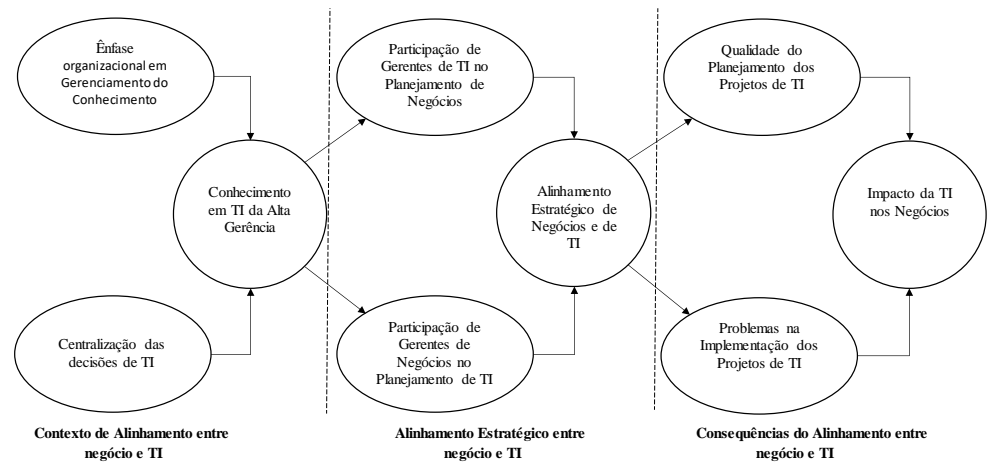 Ênfase
organizacional em
Gerenciamento do
Conhecimento
Participação de
Gerentes de TI no
Planejamento de
Negócios
Qualidade do
Planejamento dos
Projetos de TI
Conhecimento
em TI da Alta
Gerência
Alinhamento
Estratégico de
Negócios e de
TI
Impacto da TI
nos Negócios
Centralização das
decisões de TI
Participação de
Gerentes de
Negócios no
Planejamento de TI
Problemas na
Implementação dos
Projetos de TI
Contexto de Alinhamento entre
negócio e TI
Alinhamento Estratégico entre
negócio e TI
Consequências do Alinhamento entre
negócio e TI